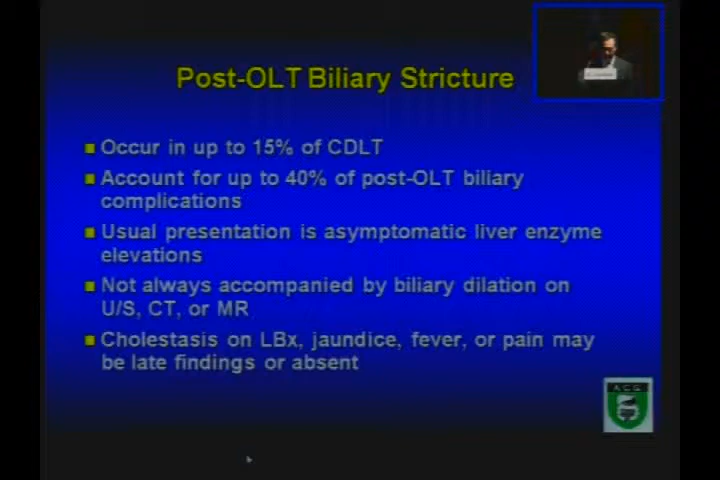 Post-OLT Biliary Stricture
Occur in up to 15% of CDLT
Account for up to 40% of post-OLT biliary
complications
Usual presentation is asymptomatic liver enzyme
elevations
Not always accompanied by biliary dilation on
U/S, CT, or MR
Cholestasis on LBx, jaundice, fever, or pain may
be late findings or absent
ACG